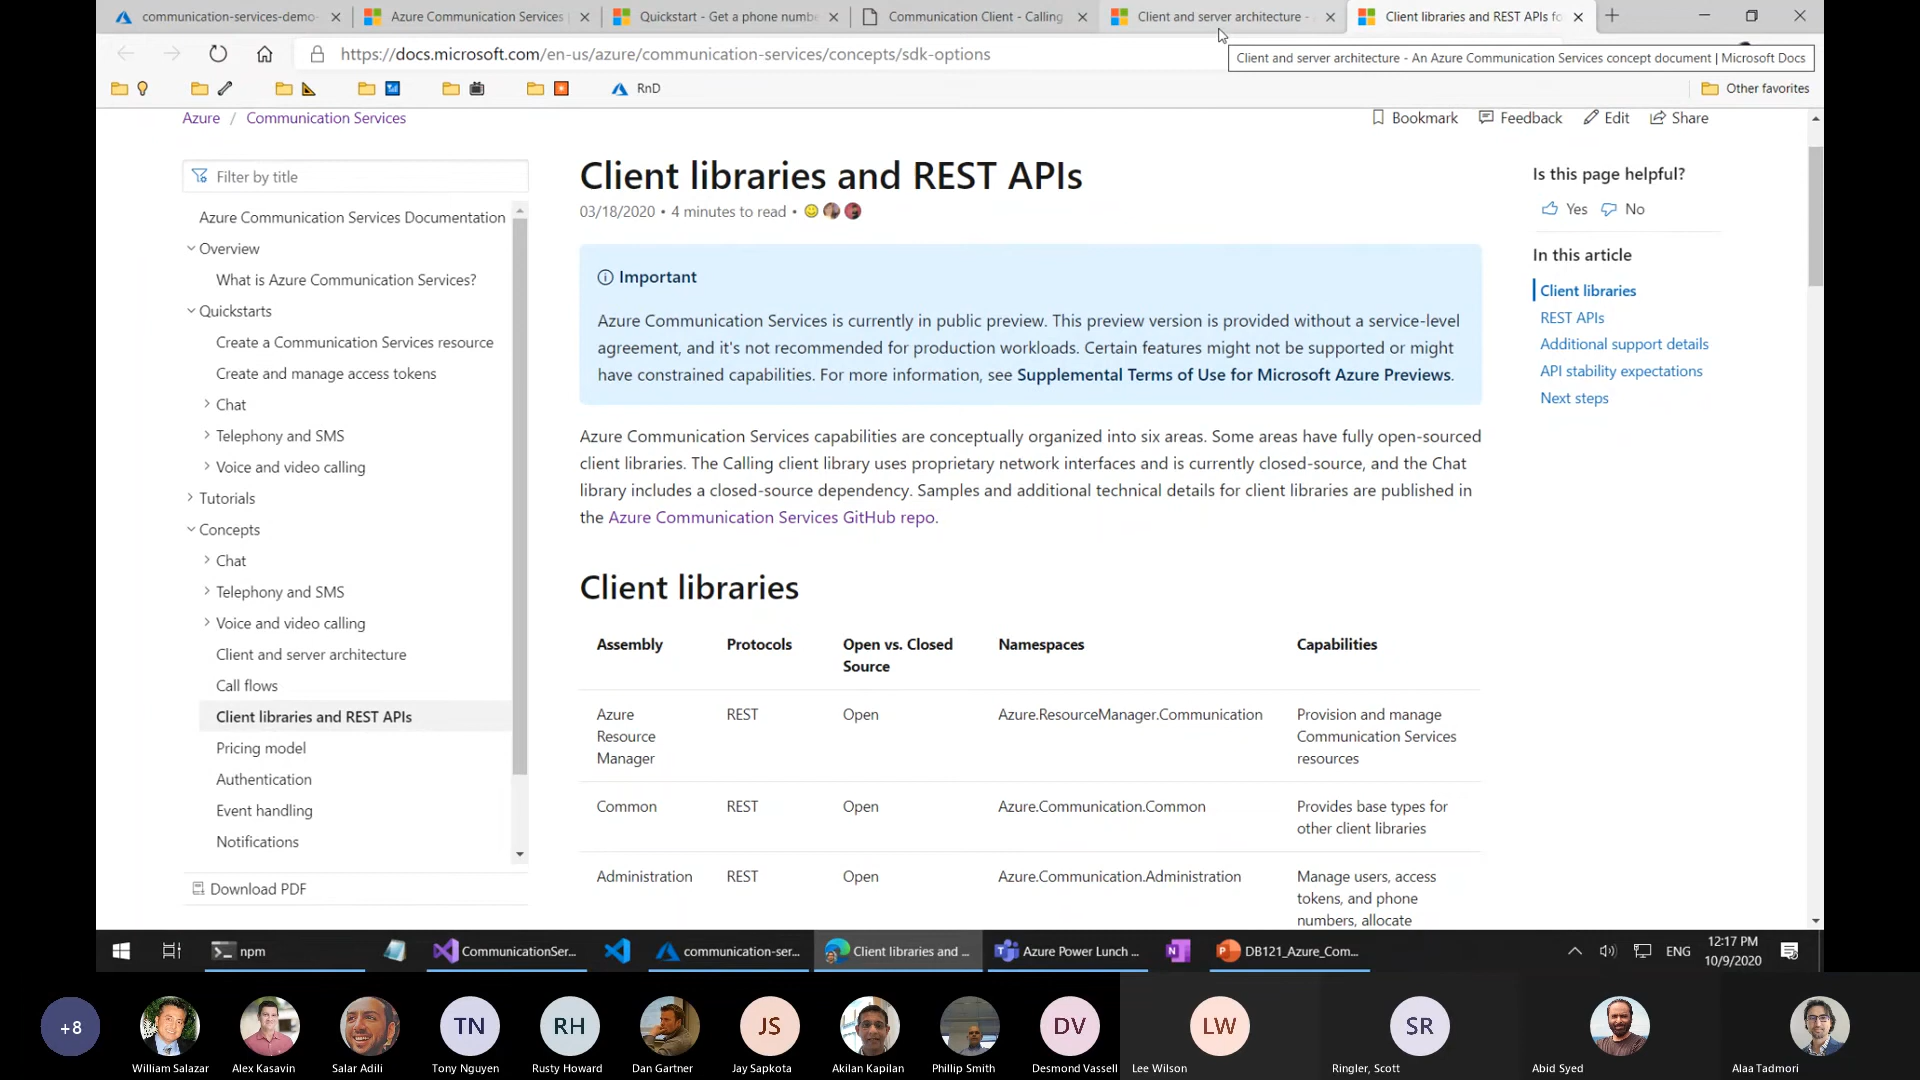 communication-services-demo
Azure Communication Services
Quickstart - Get a phone numbe
Communication Client - Calling
Client and server architecture -
Client libraries and REST APIs fo
https://docs.microsoft.com/en-us/azure/communication-services/concepts/sdk-options
Client and server architecture - An Azure Communication Services concept document | Microsoft Docs
RnD
Other favorites
Azure / Communication Services
Bookmark
Feedback
Edit
Share
Filter by title
Azure Communication Services Documentation
Overview
What is Azure Communication Services?
Quickstarts
Create a Communication Services resource
Create and manage access tokens
Chat
Telephony and SMS
Voice and video calling
Tutorials
Concepts
Chat
Telephony and SMS
Voice and video calling
Client and server architecture
Call flows
Client libraries and REST APIs
Pricing model
Authentication
Event handling
Notifications
Download PDF
Client libraries and REST APIs
03/18/2020 • 4 minutes to read •
Important
Azure Communication Services is currently in public preview. This preview version is provided without a service-level
agreement, and it's not recommended for production workloads. Certain features might not be supported or might
have constrained capabilities. For more information, see Supplemental Terms of Use for Microsoft Azure Previews.
Azure Communication Services capabilities are conceptually organized into six areas. Some areas have fully open-sourced
client libraries. The Calling client library uses proprietary network interfaces and is currently closed-source, and the Chat
library includes a closed-source dependency. Samples and additional technical details for client libraries are published in
the Azure Communication Services GitHub repo.
Client libraries
Assembly Protocols Open vs. Closed Source Namespaces Capabilities
Azure Resource Manager REST Open Azure.ResourceManager.Communication Provision and manage Communication Services resources
Common REST Open Azure.Communication.Common Provides base types for other client libraries
Administration REST Open Azure.Communication.Administration Manage users, access tokens, and phone numbers, allocate
Is this page helpful?
Yes No
In this article
Client libraries
REST APIs
Additional support details
API stability expectations
Next steps
npm
CommunicationSer...
communication-ser...
Client libraries and ...
Azure Power Lunch ...
DB121_Azure_Com...
ENG
12:17 PM
10/9/2020
+8
TN
RH
JS
DV
LW
SR
William Salazar
Alex Kasavin
Salar Adili
Tony Nguyen
Rusty Howard
Dan Gartner
Jay Sapkota
Akilan Kapilan
Phillip Smith
Desmond Vassell
Lee Wilson
Ringler, Scott
Abid Syed
Alaa Tadmori